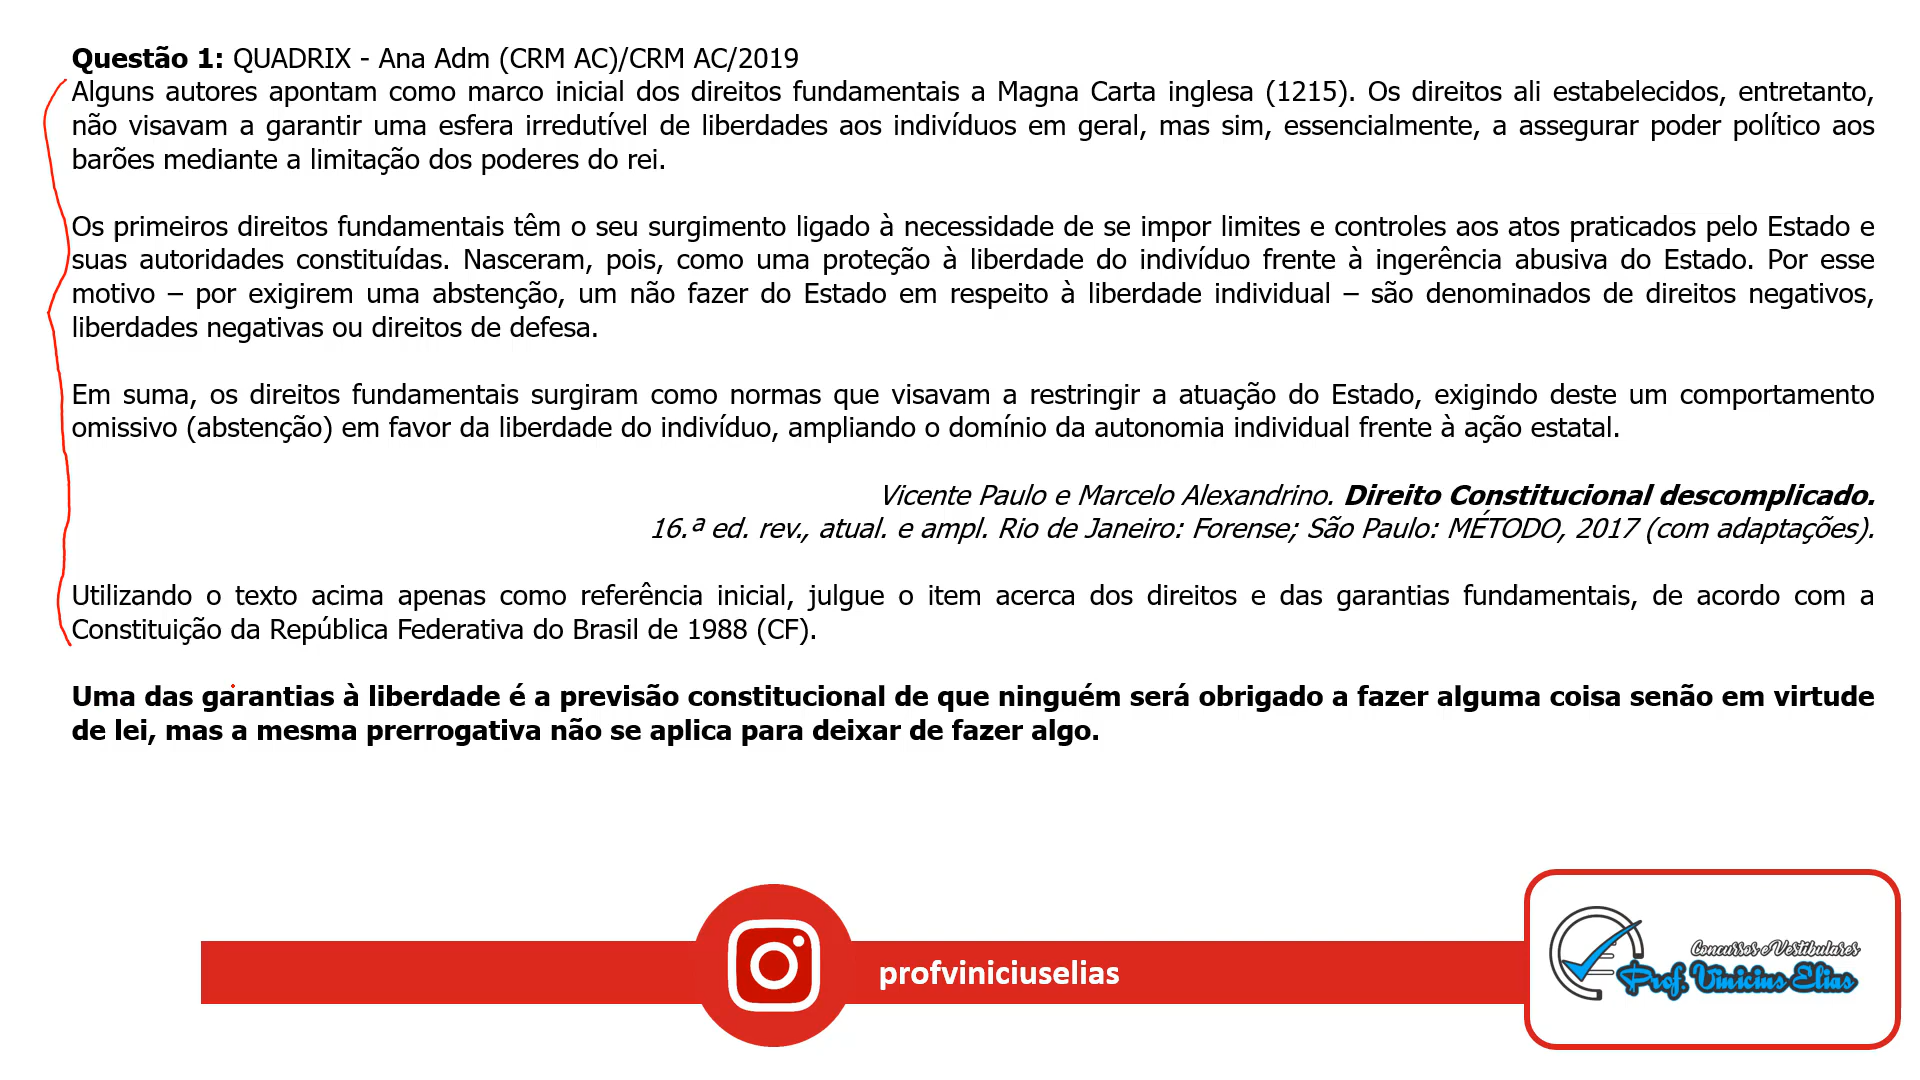 Questão 1: QUADRIX - Ana Adm (CRM AC)/CRM AC/2019
Alguns autores apontam como marco inicial dos direitos fundamentais a Magna Carta inglesa (1215). Os direitos ali estabelecidos, entretanto,
não visavam a garantir uma esfera irredutível de liberdades aos indivíduos em geral, mas sim, essencialmente, a assegurar poder político aos
barões mediante a limitação dos poderes do rei.
Os primeiros direitos fundamentais têm o seu surgimento ligado à necessidade de se impor limites e controles aos atos praticados pelo Estado e
suas autoridades constituídas. Nasceram, pois, como uma proteção à liberdade do indivíduo frente à ingerência abusiva do Estado. Por esse
motivo – por exigirem uma abstenção, um não fazer do Estado em respeito à liberdade individual – são denominados de direitos negativos,
liberdades negativas ou direitos de defesa.
Em suma, os direitos fundamentais surgiram como normas que visavam a restringir a atuação do Estado, exigindo deste um comportamento
omissivo (abstenção) em favor da liberdade do indivíduo, ampliando o domínio da autonomia individual frente à ação estatal.
Vicente Paulo e Marcelo Alexandrino. Direito Constitucional descomplicado.
16.ª ed. rev., atual. e ampl. Rio de Janeiro: Forense; São Paulo: MÉTODO, 2017 (com adaptações).
Utilizando o texto acima apenas como referência inicial, julgue o item acerca dos direitos e das garantias fundamentais, de acordo com a
Constituição da República Federativa do Brasil de 1988 (CF).
Uma das garantias à liberdade é a previsão constitucional de que ninguém será obrigado a fazer alguma coisa senão em virtude
de lei, mas a mesma prerrogativa não se aplica para deixar de fazer algo.
profviniciuselias
Concursos e Vestibulares
Prof. Vinicius Elias